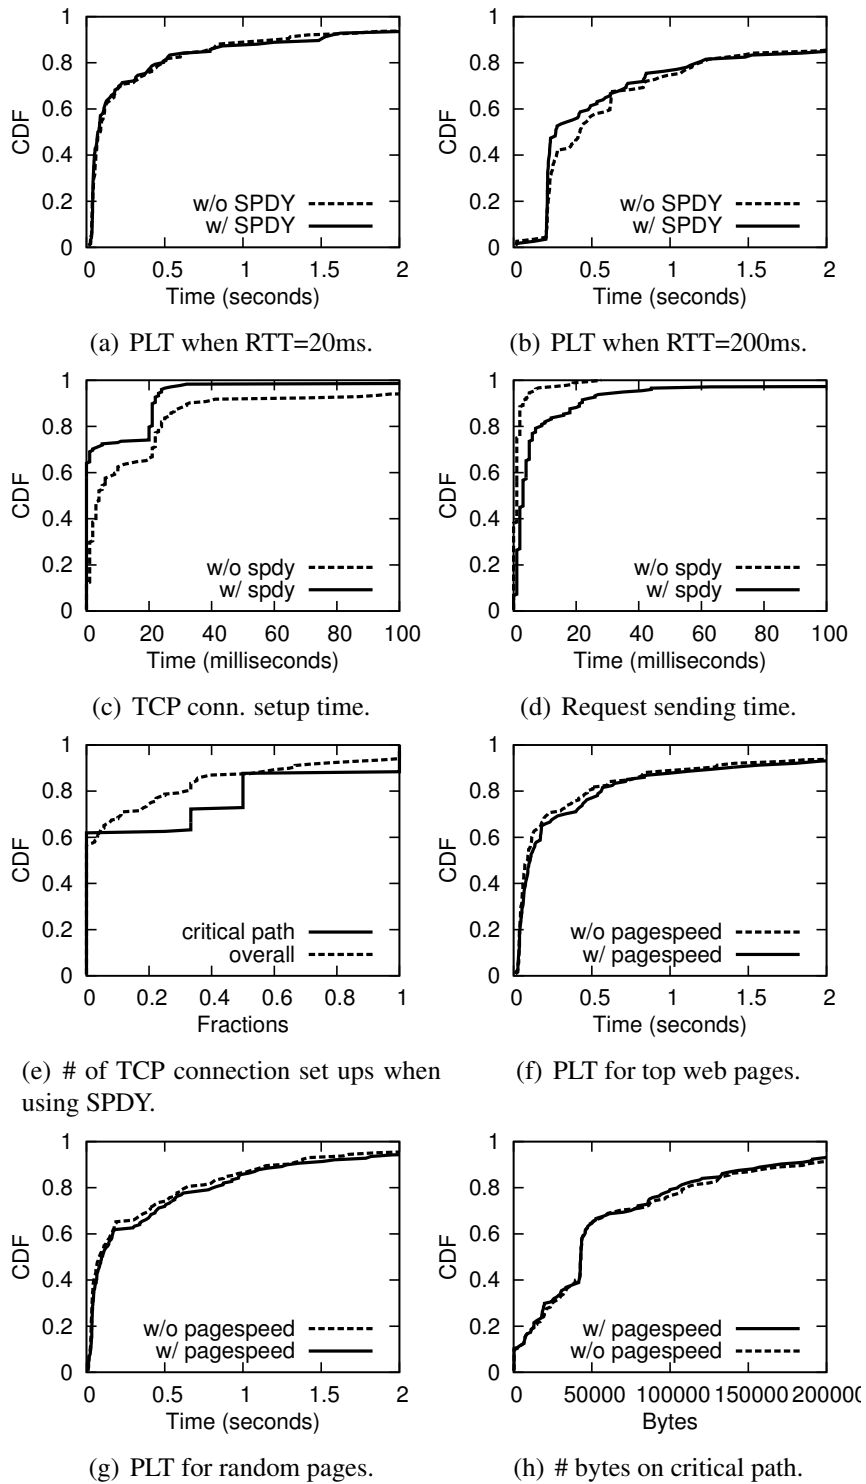 1
0.8
0.6
0.4
0.2
0
CDF
w/o SPDY
w/ SPDY
0 0.5 1 1.5 2
Time (seconds)
(a) PLT when RTT=20ms.
1
0.8
0.6
0.4
0.2
0
CDF
w/o SPDY
w/ SPDY
0 0.5 1 1.5 2
Time (seconds)
(b) PLT when RTT=200ms.
1
0.8
0.6
0.4
0.2
0
CDF
w/o spdy
w/ spdy
0 20 40 60 80 100
Time (milliseconds)
(c) TCP conn. setup time.
1
0.8
0.6
0.4
0.2
0
CDF
w/o spdy
w/ spdy
0 20 40 60 80 100
Time (milliseconds)
(d) Request sending time.
1
0.8
0.6
0.4
0.2
0
CDF
critical path
overall
0 0.2 0.4 0.6 0.8 1
Fractions
(e) # of TCP connection set ups when
using SPDY.
1
0.8
0.6
0.4
0.2
0
CDF
w/o pagespeed
w/ pagespeed
0 0.5 1 1.5 2
Time (seconds)
(f) PLT for top web pages.
1
0.8
0.6
0.4
0.2
0
CDF
w/o pagespeed
w/ pagespeed
0 0.5 1 1.5 2
Time (seconds)
(g) PLT for random pages.
1
0.8
0.6
0.4
0.2
0
CDF
w/ pagespeed
w/o pagespeed
0 50000 100000 150000 200000
Bytes
(h) # bytes on critical path.